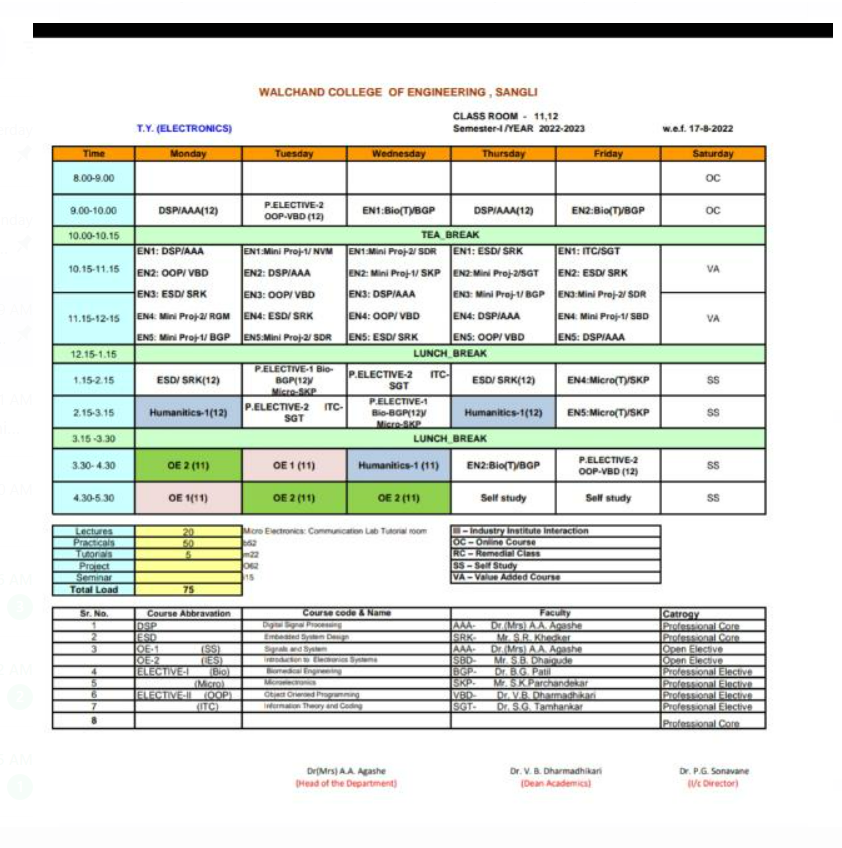 WALCHAND COLLEGE OF ENGINEERING , SANGLI
CLASS ROOM - 11,12
T.Y. (ELECTRONICS) Semester-I /YEAR 2022-2023 w.e.f. 17-8-2022
Time Monday Tuesday Wednesday Thursday Friday Saturday
8.00-9.00 OC
9.00-10.00 DSP/AAA(12) P.ELECTIVE-2 OOP-VBD (12) EN1:Bio(T)/BGP DSP/AAA(12) EN2:Bio(T)/BGP OC
10.00-10.15 TEA_BREAK
EN1: DSP/AAA EN1:Mini Proj-1/ NVM EN1:Mini Proj-2/ SDR EN1: ESD/ SRK EN1: ITC/SGT
10.15-11.15 EN2: OOP/ VBD EN2: DSP/AAA EN2: Mini Proj-1/ SKP EN2:Mini Proj-2/SGT EN2: ESD/ SRK VA
EN3: ESD/ SRK EN3: OOP/ VBD EN3: DSP/AAA EN3: Mini Proj-1/ BGP EN3:Mini Proj-2/ SDR
11.15-12-15 EN4: Mini Proj-2/ RGM EN4: ESD/ SRK EN4: OOP/ VBD EN4: DSP/AAA EN4: Mini Proj-1/ SBD VA
EN5: Mini Proj-1/ BGP EN5:Mini Proj-2/ SDR EN5: ESD/ SRK EN5: OOP/ VBD EN5: DSP/AAA
12.15-1.15 LUNCH_BREAK
1.15-2.15 ESD/ SRK(12) P.ELECTIVE-1 Bio-BGP(12)/ Micro-SKP P.ELECTIVE-2 ITC-SGT ESD/ SRK(12) EN4:Micro(T)/SKP SS
2.15-3.15 Humanitics-1(12) P.ELECTIVE-2 ITC-SGT P.ELECTIVE-1 Bio-BGP(12)/ Micro-SKP Humanitics-1(12) EN5:Micro(T)/SKP SS
3.15 -3.30 LUNCH_BREAK
3.30- 4.30 OE 2 (11) OE 1 (11) Humanitics-1 (11) EN2:Bio(T)/BGP P.ELECTIVE-2 OOP-VBD (12) SS
4.30-5.30 OE 1(11) OE 2 (11) OE 2 (11) Self study Self study SS
Lectures 20 Micro Electronics: Communication Lab Tutorial room III – Industry Institute Interaction
Practicals 50 b52 OC – Online Course
Tutorials 5 m22 RC – Remedial Class
Project O62 SS – Self Study
Seminar i15 VA – Value Added Course
Total Load 75
Sr. No. Course Abbravation Course code & Name Faculty Catrogy
1 DSP Digital Signal Processing AAA- Dr.(Mrs) A.A. Agashe Professional Core
2 ESD Embedded System Design SRK- Mr. S.R. Khedker Professional Core
3 OE-1 (SS) Signals and System AAA- Dr.(Mrs) A.A. Agashe Open Elective
OE-2 (IES) Introduction to Electronics Systems SBD- Mr. S.B. Dhaigude Open Elective
4 ELECTIVE-I (Bio) Biomedical Engineering BGP- Dr. B.G. Patil Professional Elective
5 (Micro) Microelectronics SKP- Mr. S.K.Parchandekar Professional Elective
6 ELECTIVE-II (OOP) Object Oriented Programming VBD- Dr. V.B. Dharmadhikari Professional Elective
7 (ITC) Information Theory and Coding SGT- Dr. S.G. Tamhankar Professional Elective
8 Professional Core
Dr(Mrs) A.A. Agashe Dr. V. B. Dharmadhikari Dr. P.G. Sonavane
(Head of the Department) (Dean Academics) (I/c Director)